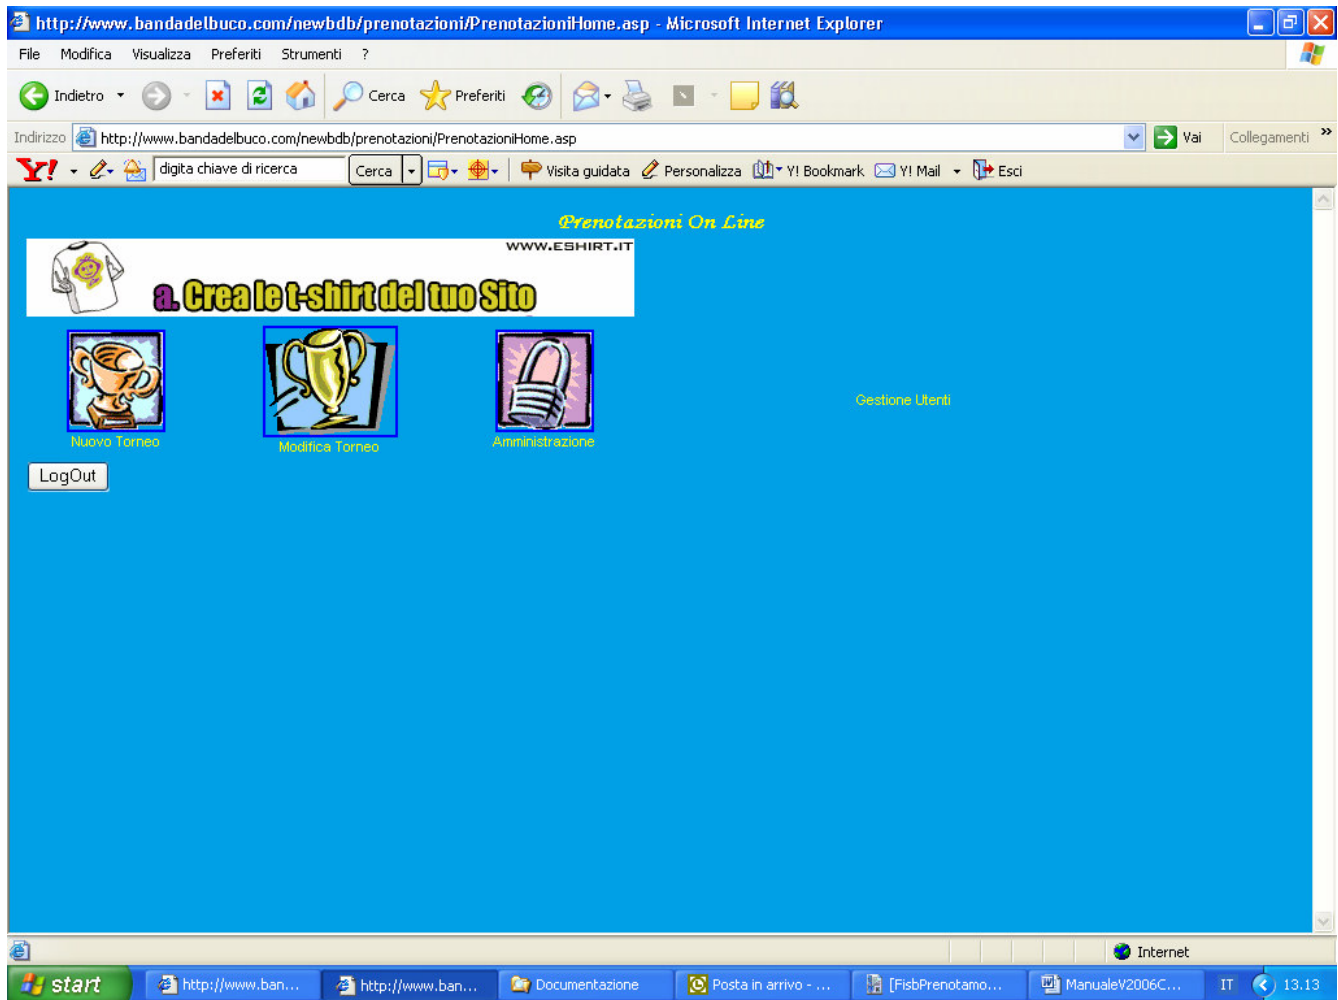 http://www.bandadelbuco.com/newbdb/prenotazioni/PrenotazioniHome.asp - Microsoft Internet Explorer
File Modifica Visualizza Preferiti Strumenti ?
Indietro Cerca Preferiti
Indirizzo http://www.bandadelbuco.com/newbdb/prenotazioni/PrenotazioniHome.asp Vai Collegamenti »
Y! digita chiave di ricerca Cerca Visita guidata Personalizza Y! Bookmark Y! Mail Esci
Prenotazioni On Line
WWW.ESHIRT.IT
a. Crea le t-shirt del tuo Sito
Nuovo Torneo Modifica Torneo Amministrazione Gestione Utenti
LogOut
Internet
start http://www.ban... http://www.ban... Documentazione Posta in arrivo - ... [FisbPrenotamo... ManualeV2006C... IT 13.13